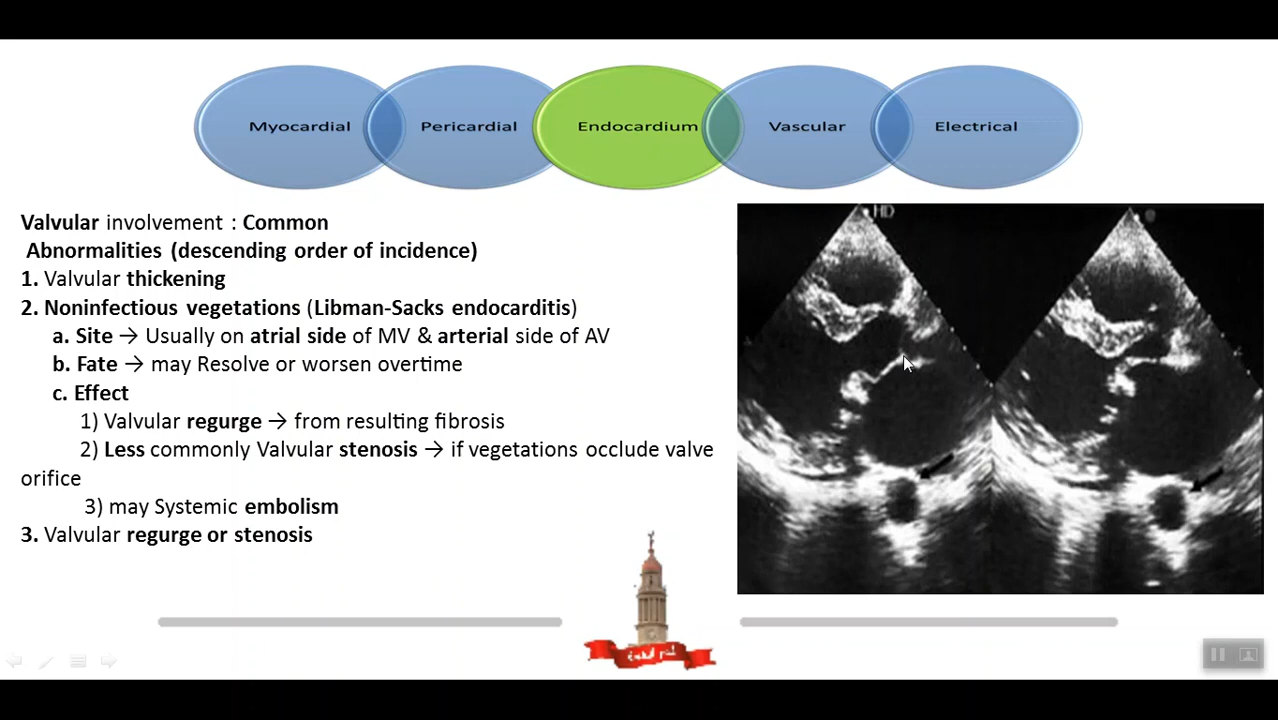 Myocardial
Pericardial
Endocardium
Vascular
Electrical
Valvular involvement : Common
Abnormalities (descending order of incidence)
1. Valvular thickening
2. Noninfectious vegetations (Libman-Sacks endocarditis)
a. Site → Usually on atrial side of MV & arterial side of AV
b. Fate → may Resolve or worsen overtime
c. Effect
1) Valvular regurge → from resulting fibrosis
2) Less commonly Valvular stenosis → if vegetations occlude valve
orifice
3) may Systemic embolism
3. Valvular regurge or stenosis
HD